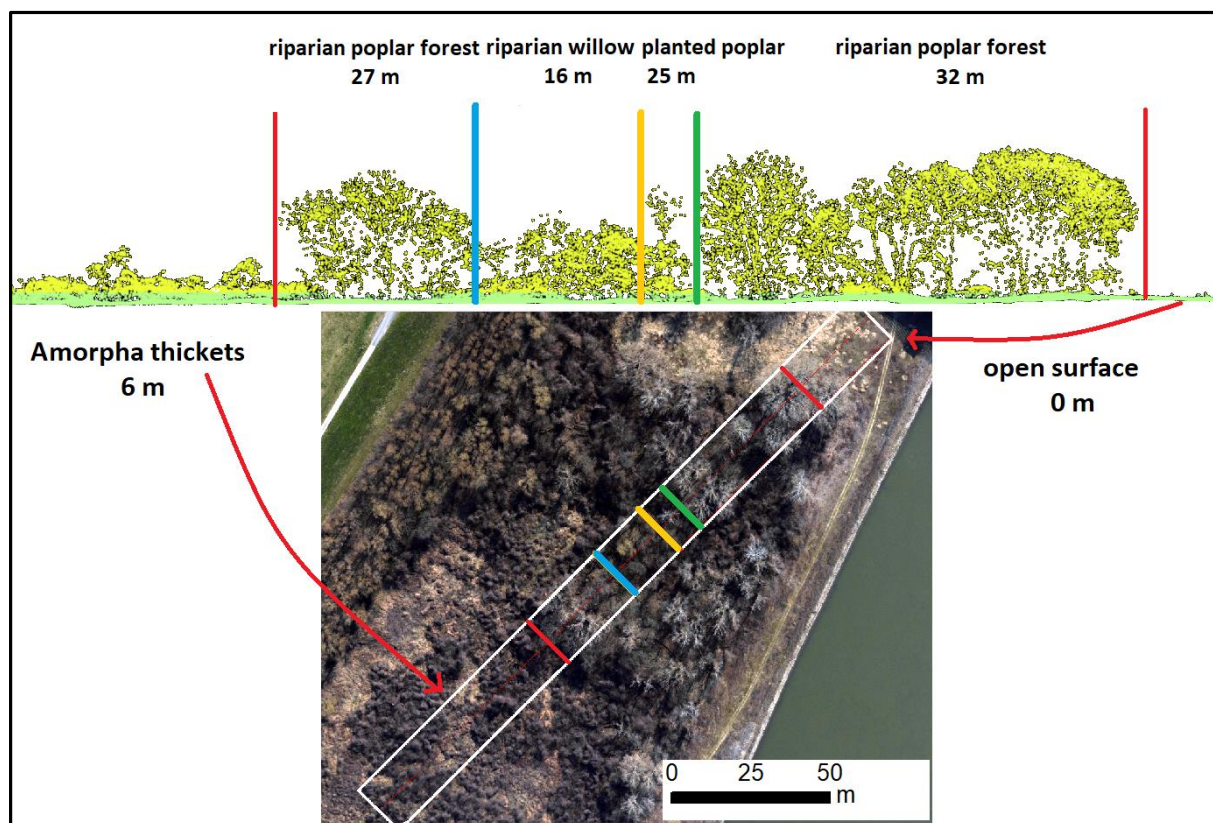 riparian poplar forest riparian willow planted poplar riparian poplar forest
27 m 16 m 25 m 32 m
Amorpha thickets
6 m
open surface
0 m
0 25 50
m